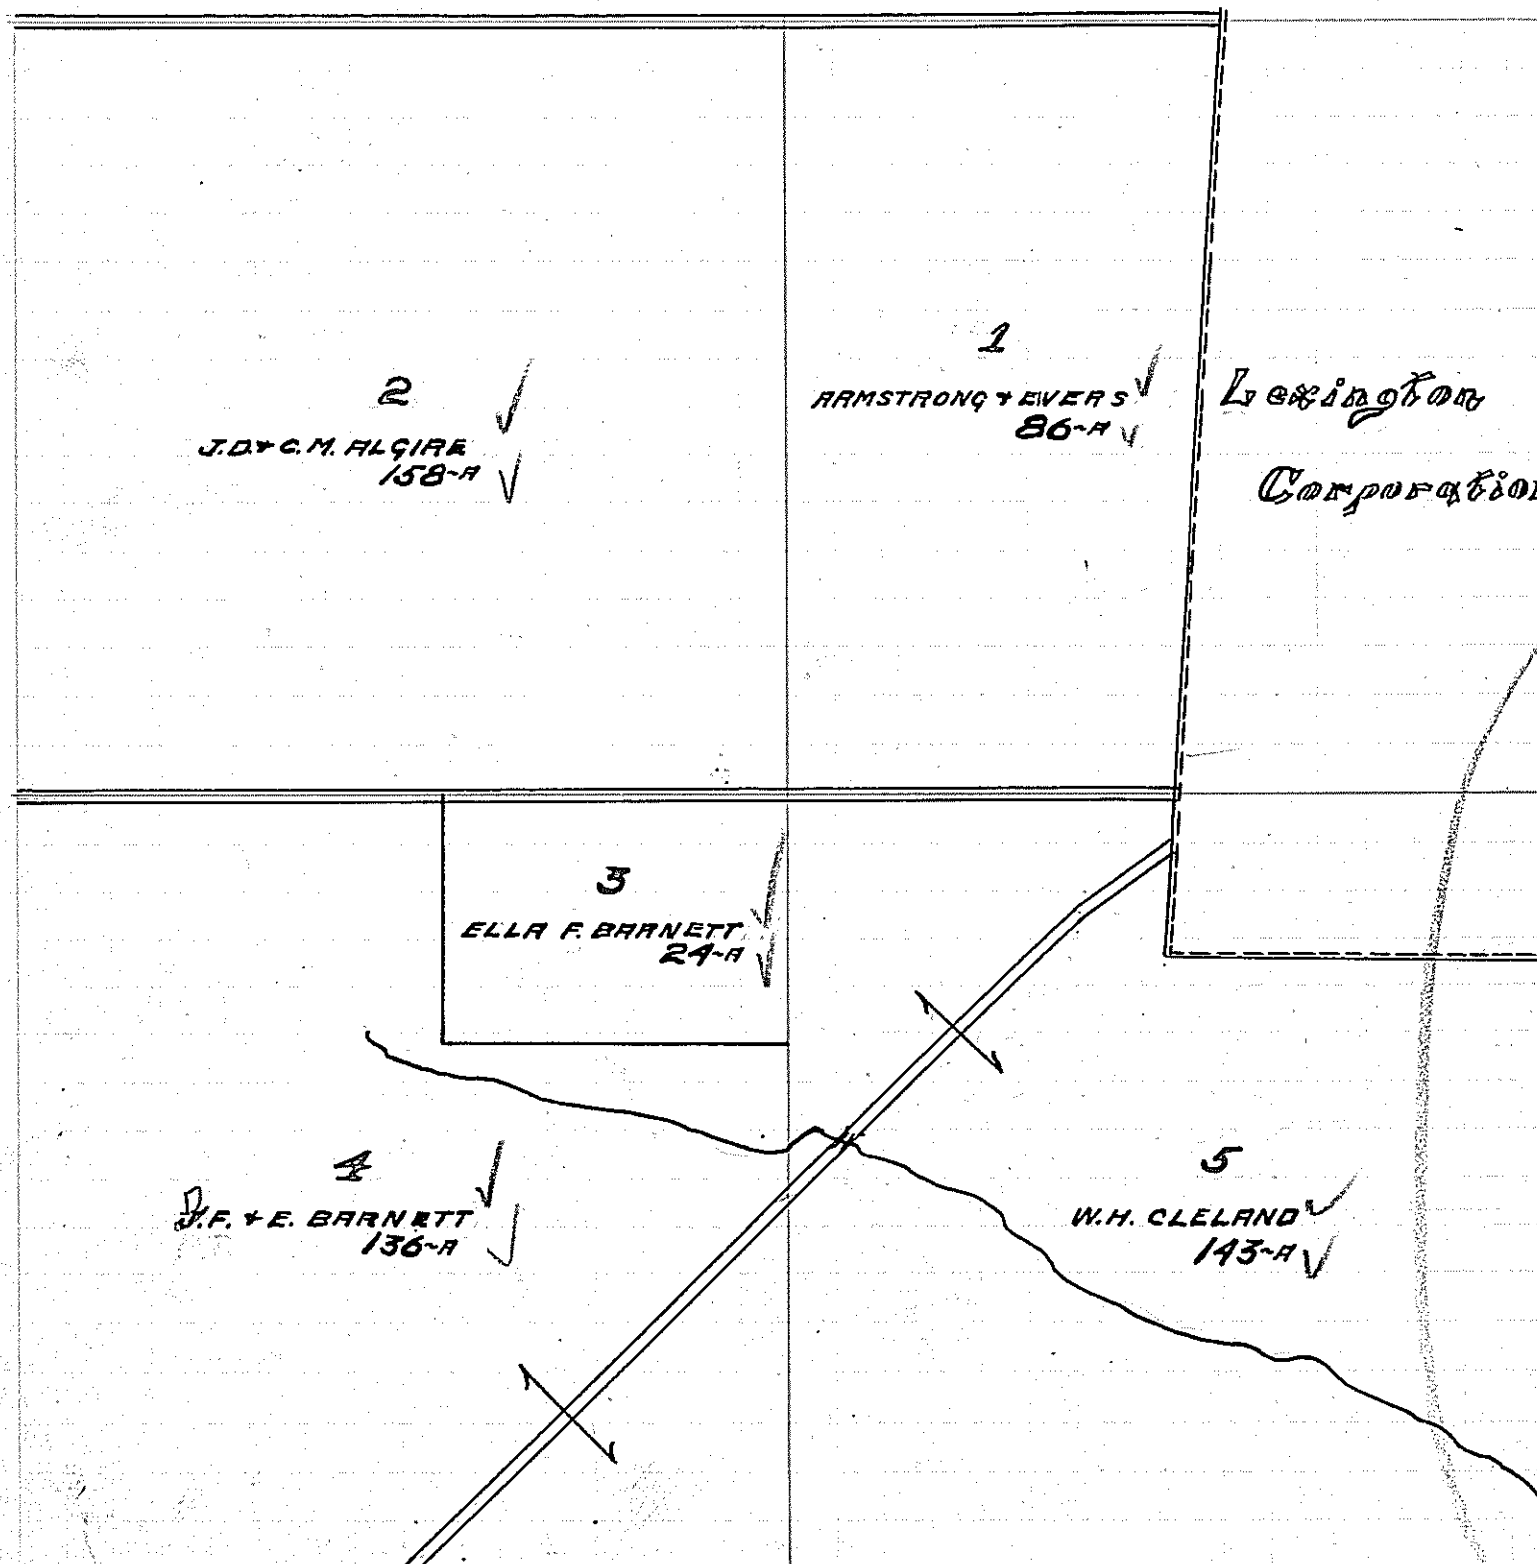 1
ARMSTRONG & EVERS
86~A
Lexington
Corporation
2
J.D. & C.M. ALGIRE
158~A
3
ELLA F. BARNETT
24~A
4
J.F. & E. BARNETT
136~A
5
W.H. CLELAND
143~A